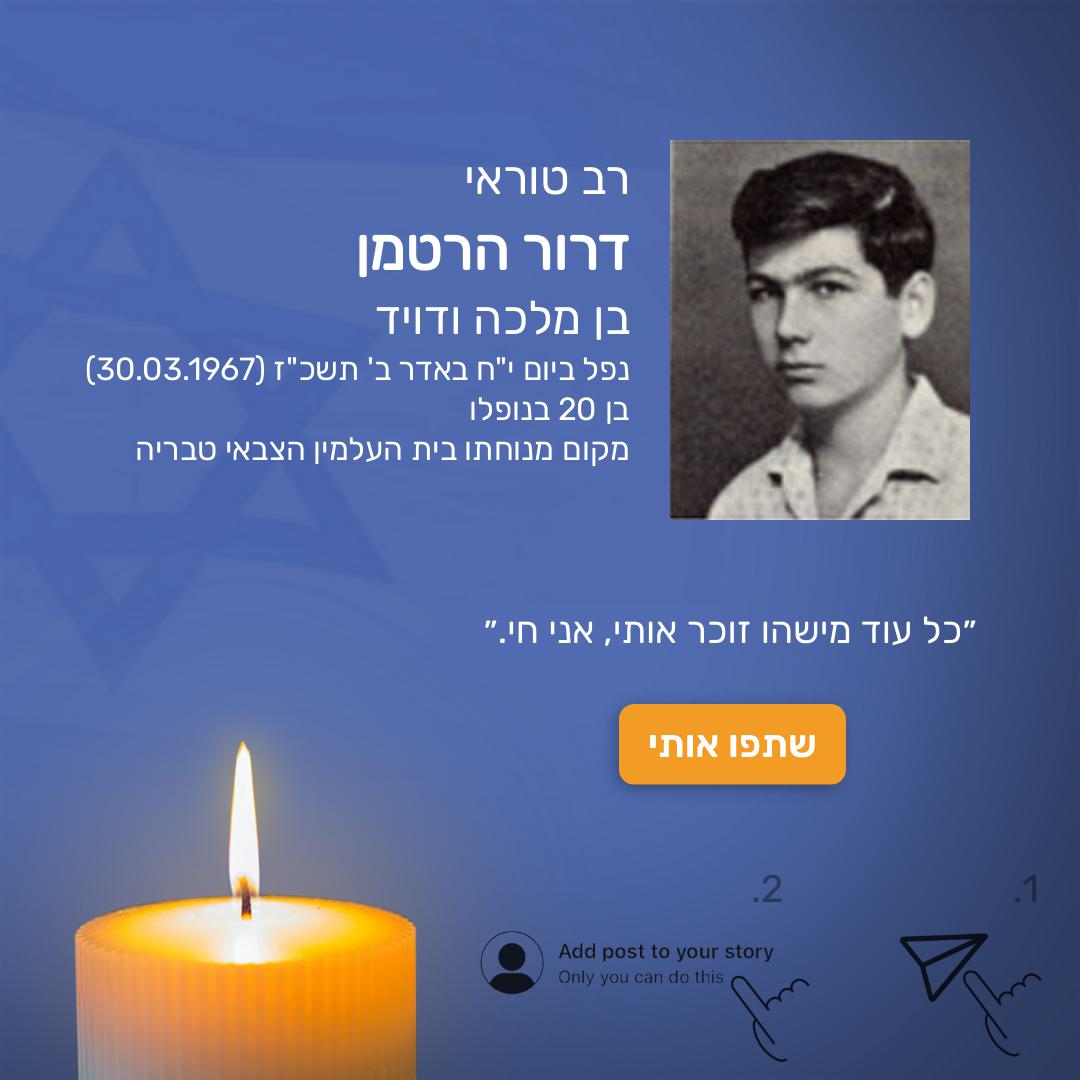 רב טוראי
דרור הרטמן
בן מלכה ודויד
נפל ביום י"ח באדר ב' תשכ"ז (30.03.1967)
בן 20 בנופלו
מקום מנוחתו בית העלמין הצבאי טבריה
״כל עוד מישהו זוכר אותי, אני חי.״
שתפו אותי
1.
2.
Add post to your story
Only you can do this